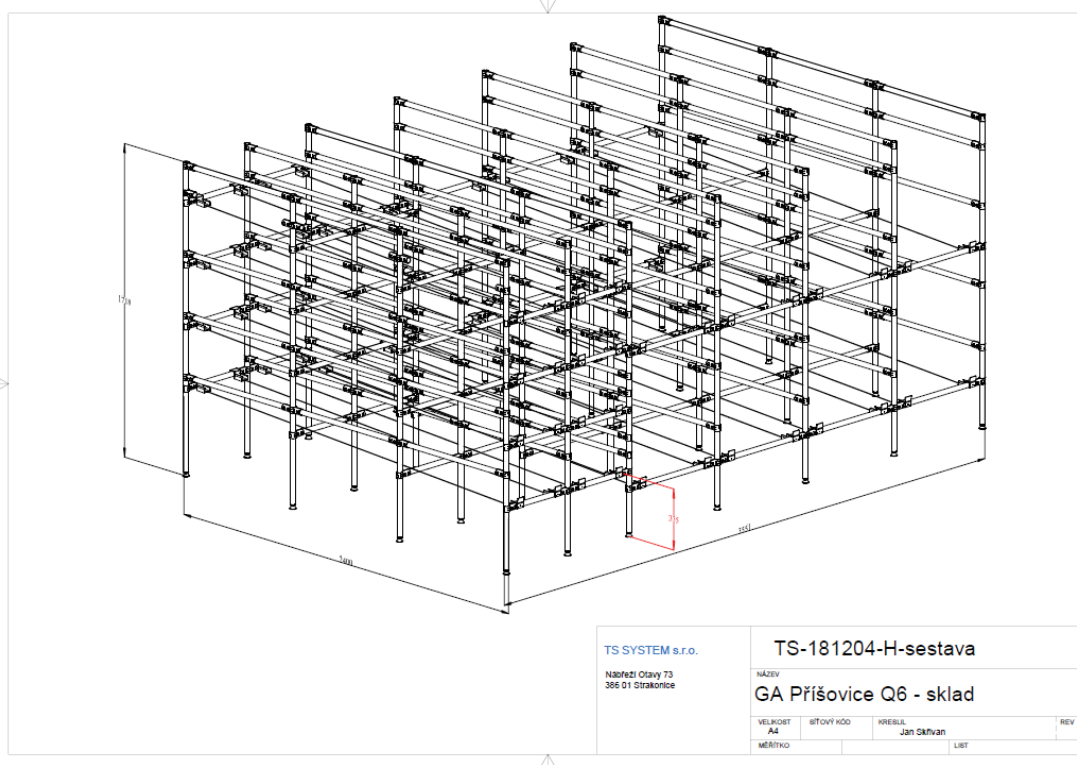 2400
TS SYSTEM s.r.o.
Nábřeží Otavy 73
386 01 Strakonice
TS-181204-H-sestava
NÁZEV
GA Příšovice Q6 - sklad
VELIKOST
A4
SÍŤOVÝ KÓD
KRESLIL
Jan Skřivan
REV
MĚŘÍTKO
LIST